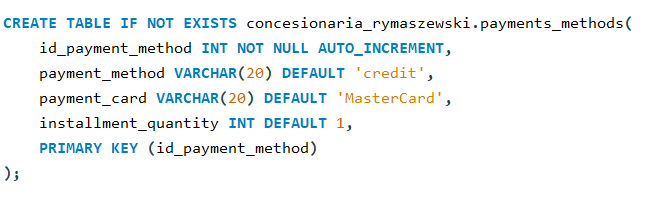 CREATE TABLE IF NOT EXISTS concesionaria_rymaszewski.payments_methods(
    id_payment_method INT NOT NULL AUTO_INCREMENT,
    payment_method VARCHAR(20) DEFAULT 'credit',
    payment_card VARCHAR(20) DEFAULT 'MasterCard',
    installment_quantity INT DEFAULT 1,
    PRIMARY KEY (id_payment_method)
);